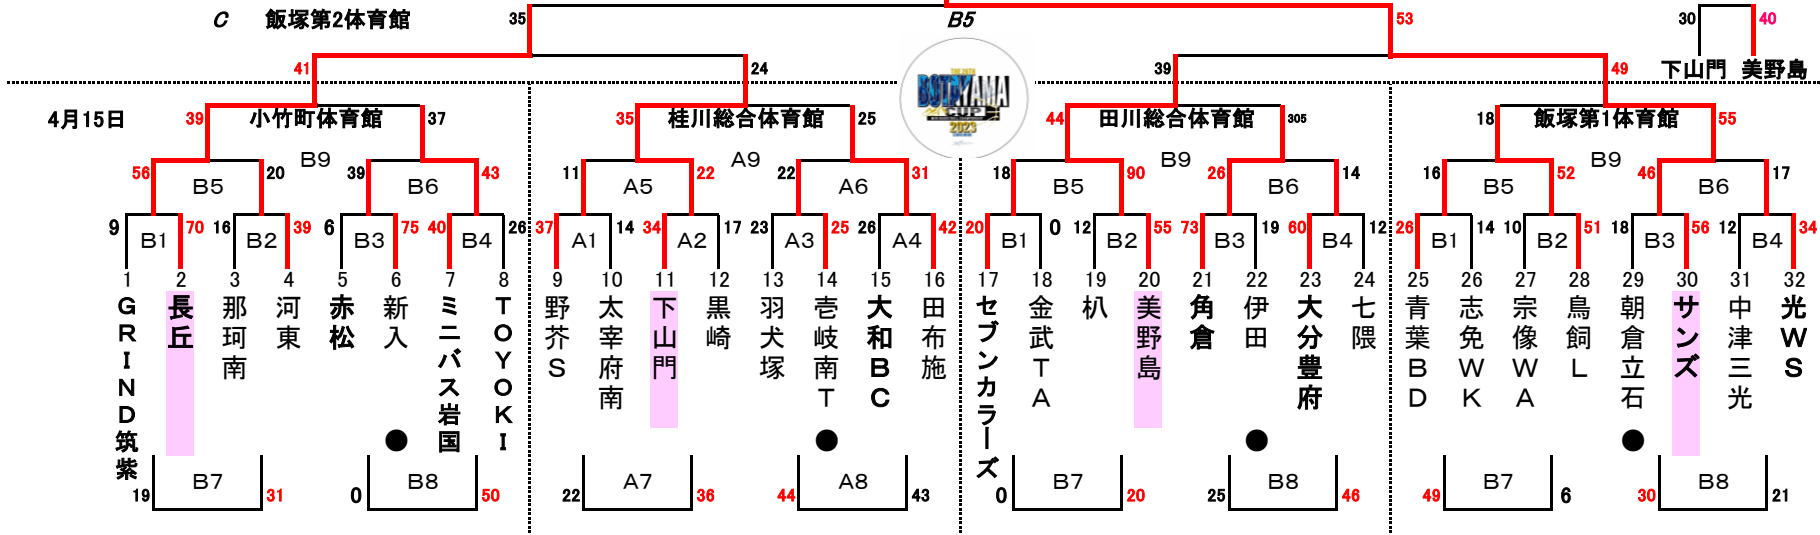 C 飯塚第2体育館 35 B5 53 30 40
41 24 39 49 下山門 美野島
4月15日 39 小竹町体育館 37 35 桂川総合体育館 25 44 田川総合体育館 305 18 飯塚第1体育館 55
BOTAYAMA
CUP
2023
B9 A9 B9 B9
56 B5 20 39 B6 43 11 A5 22 22 A6 31 18 B5 90 26 B6 14 16 B5 52 46 B6 17
9 B1 70 16 B2 39 6 B3 75 40 B4 26 37 A1 14 34 A2 17 23 A3 25 26 A4 42 20 B1 0 12 B2 55 73 B3 19 60 B4 12 26 B1 14 10 B2 51 18 B3 56 12 B4 34
1 2 3 4 5 6 7 8 9 10 11 12 13 14 15 16 17 18 19 20 21 22 23 24 25 26 27 28 29 30 31 32
GRIND筑紫
長丘
那珂南
河東
赤松
新入
ミニバス岩国
TOYOKI
野芥S
太宰府南
下山門
黒崎
羽犬塚
壱岐南T
大和BC
田布施
セブンカラーズ
金武TA
杁
美野島
角倉
伊田
大分豊府
七隈
青葉BD
志免WK
宗像WA
鳥飼L
朝倉立石
サンズ
中津三光
光WS
● ● ● ●
19 B7 31 0 B8 50 22 A7 36 44 A8 43 0 B7 20 25 B8 46 49 B7 6 30 B8 21